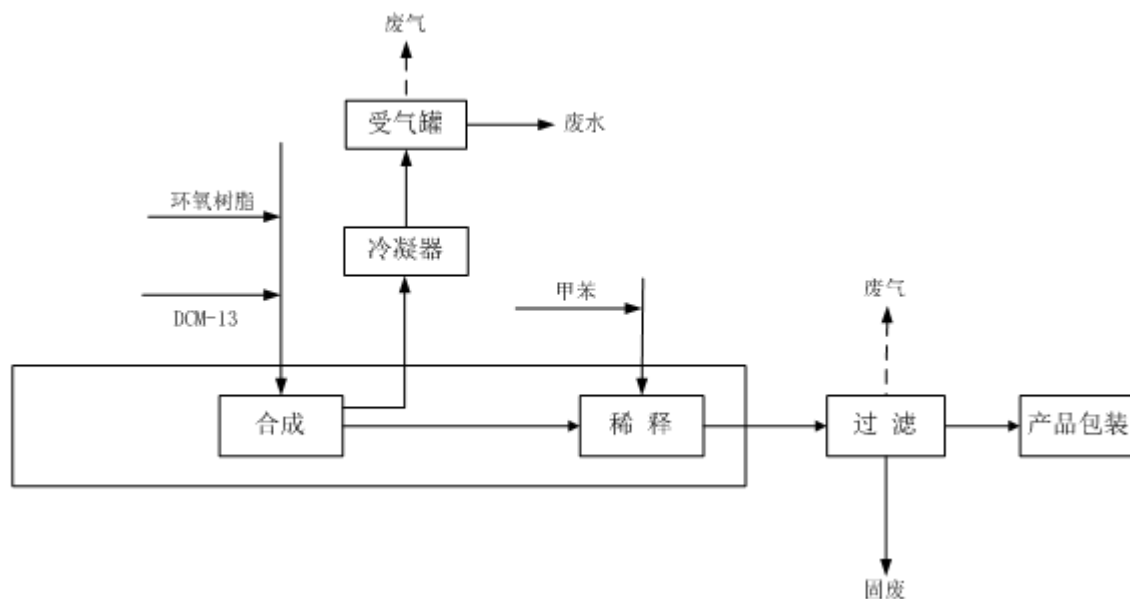 废气
受气罐
废水
环氧树脂
冷凝器
甲苯
废气
DCM-13
合成
稀 释
过 滤
产品包装
固废